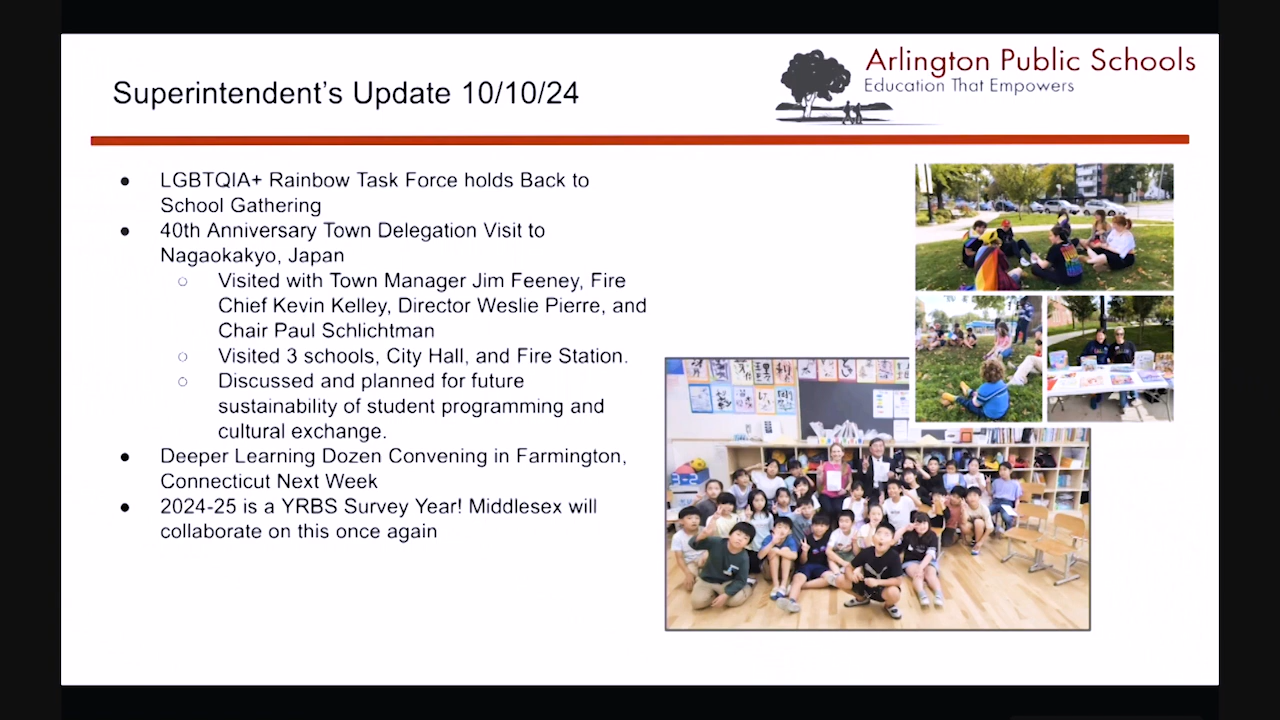 Superintendent's Update 10/10/24
Arlington Public Schools
Education That Empowers
● LGBTQIA+ Rainbow Task Force holds Back to
School Gathering
● 40th Anniversary Town Delegation Visit to
Nagaokakyo, Japan
○ Visited with Town Manager Jim Feeney, Fire
Chief Kevin Kelley, Director Weslie Pierre, and
Chair Paul Schlichtman
○ Visited 3 schools, City Hall, and Fire Station.
○ Discussed and planned for future
sustainability of student programming and
cultural exchange.
● Deeper Learning Dozen Convening in Farmington,
Connecticut Next Week
● 2024-25 is a YRBS Survey Year! Middlesex will
collaborate on this once again